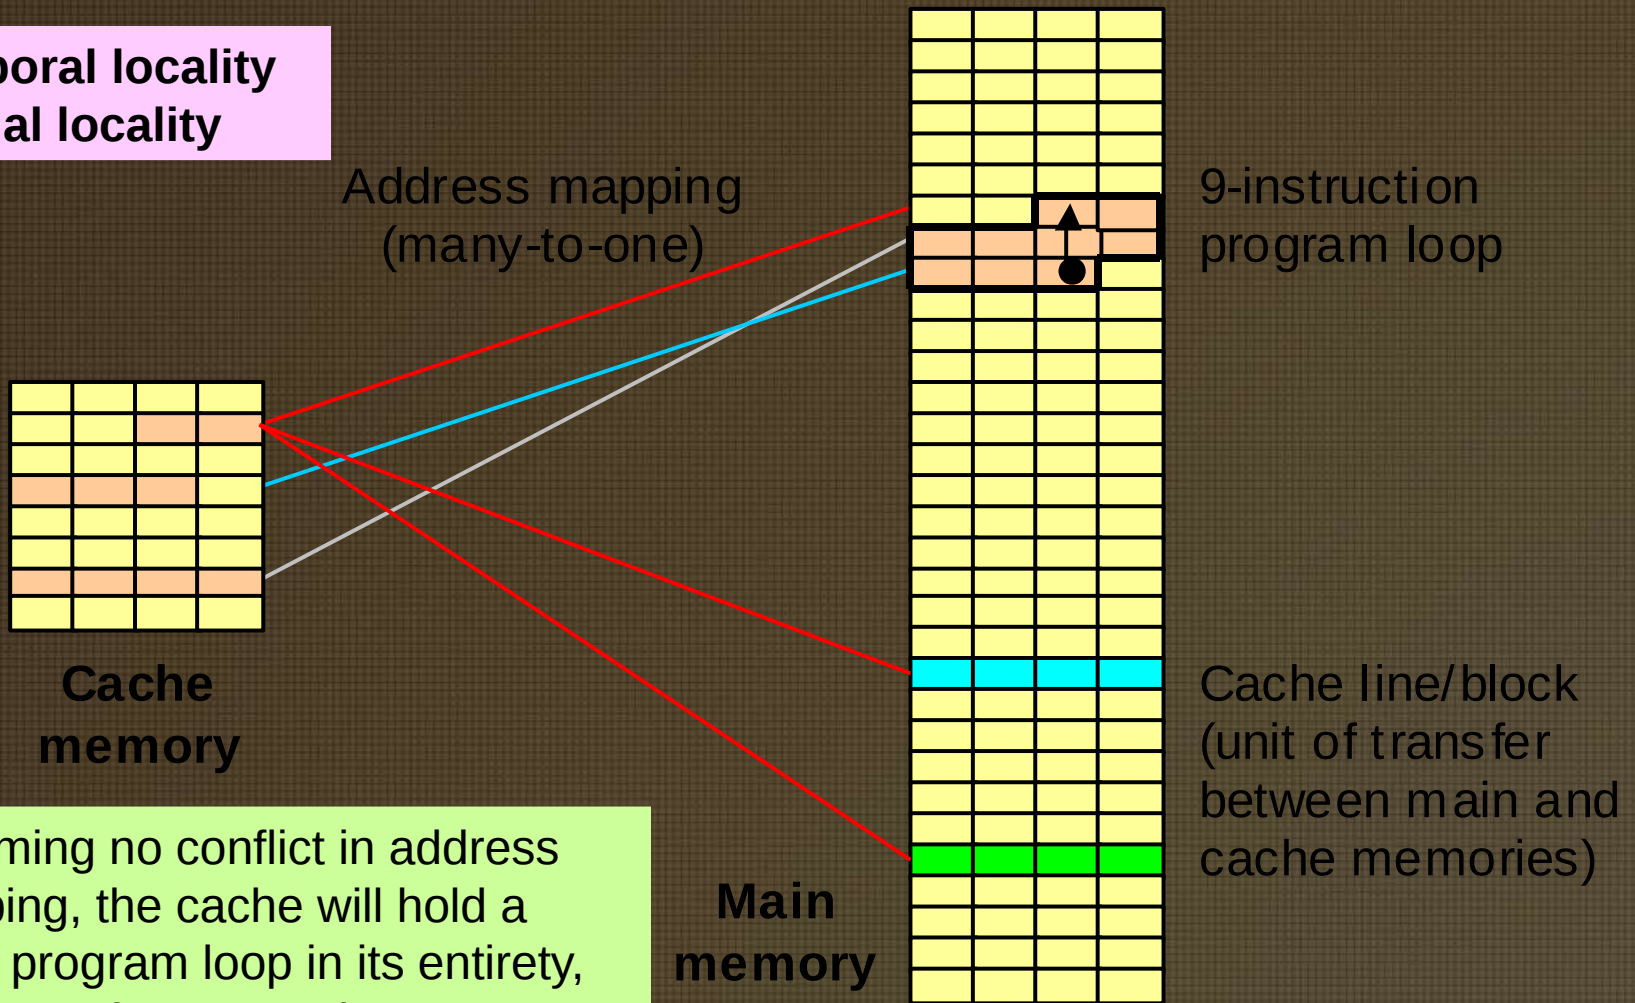 poral locality
al locality
Address mapping
(many-to-one)
9-instruction
program loop
Cache
memory
Cache line/block
(unit of transfer
between main and
cache memories)
ming no conflict in address
ping, the cache will hold a
program loop in its entirety,
Main
memory